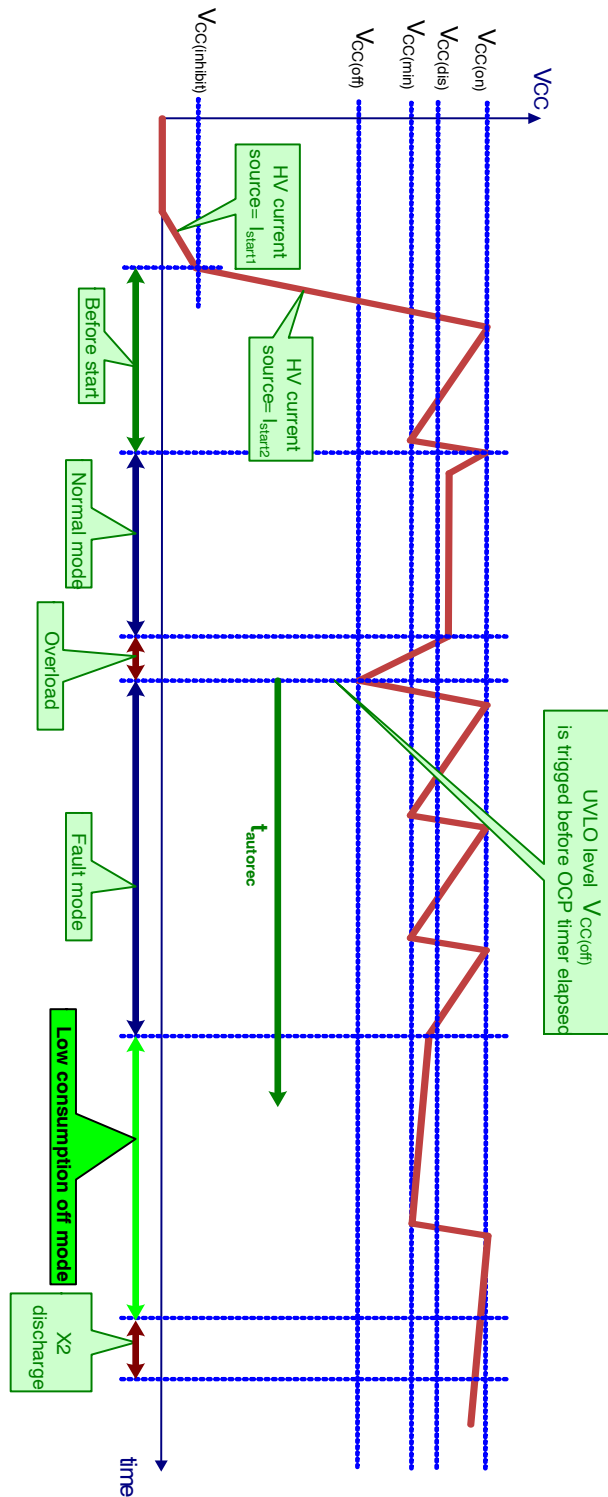 VCC
VCC(on)
VCC(dis)
VCC(min)
VCC(off)
VCC(inhibit)
HV current
source= Istart1
HV current
source= Istart2
UVLO level VCC(off)
is trigged before OCP timer elapsed
tautorec
Before start
Normal mode
Overload
Fault mode
Low consumption off mode
X2
discharge
time